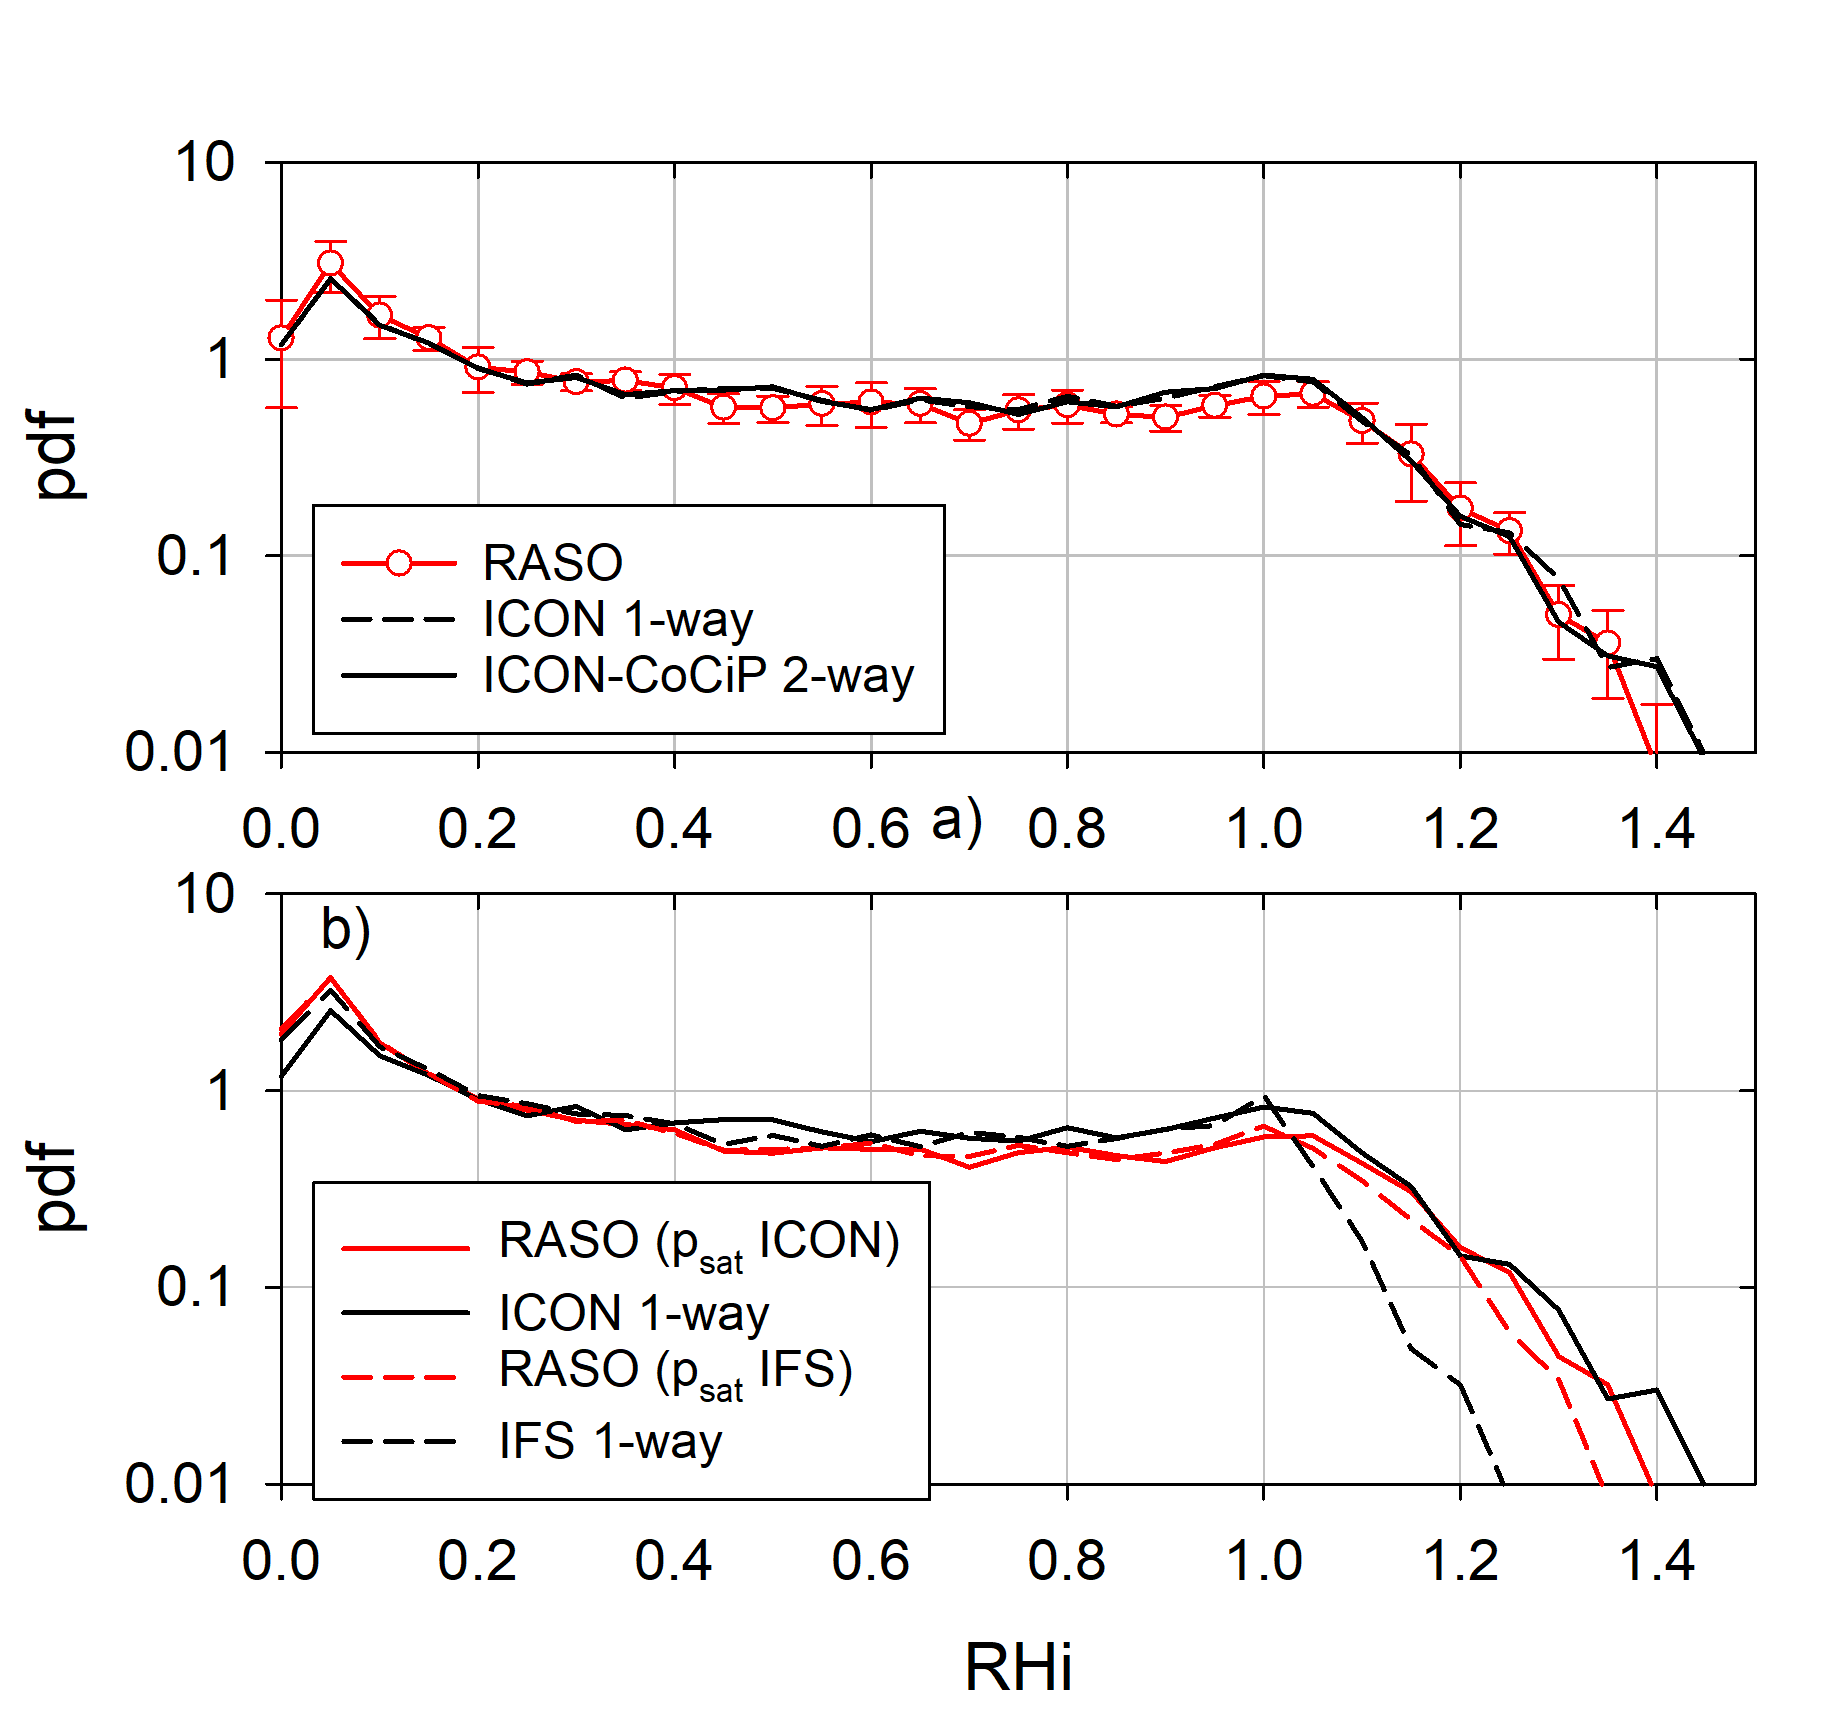 10
1
0.1
0.01
pdf
RASO
ICON 1-way
ICON-CoCiP 2-way
0.0 0.2 0.4 0.6 a) 0.8 1.0 1.2 1.4
10
1
0.1
0.01
pdf
b)
RASO (psat ICON)
ICON 1-way
RASO (psat IFS)
IFS 1-way
0.0 0.2 0.4 0.6 0.8 1.0 1.2 1.4
RHi